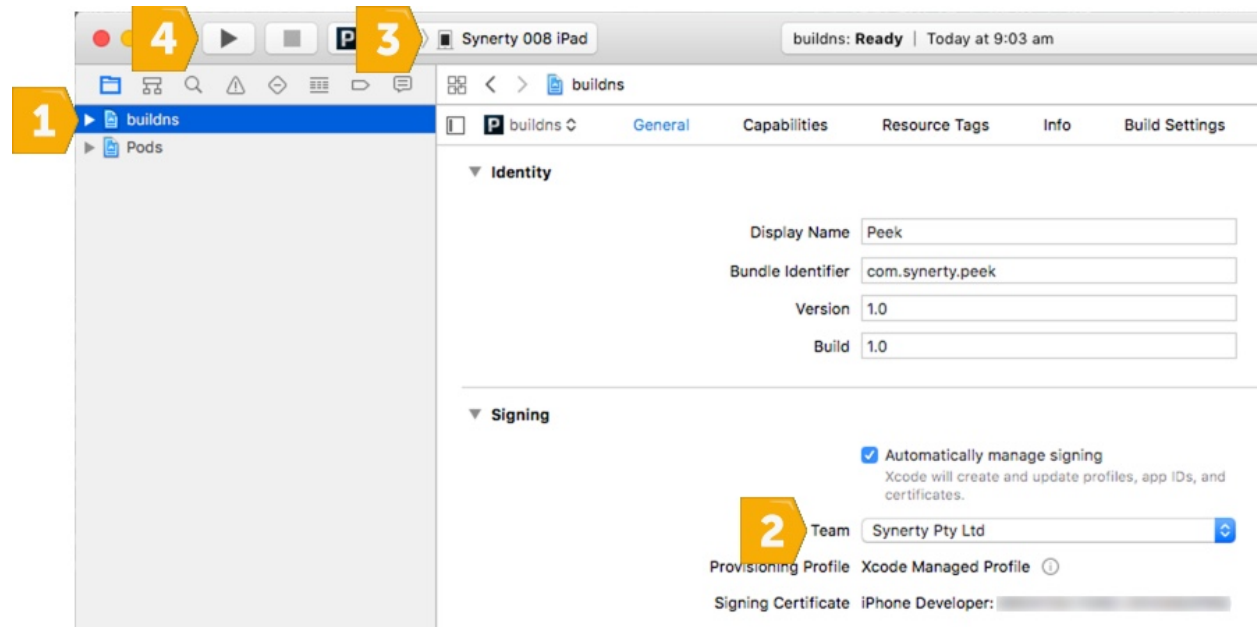 4
3
P
Synerty 008 iPad
buildns: Ready | Today at 9:03 am
1
buildns
Pods
buildns
P buildns
General
Capabilities
Resource Tags
Info
Build Settings
Identity
Display Name Peek
Bundle Identifier com.synerty.peek
Version 1.0
Build 1.0
Signing
Automatically manage signing
Xcode will create and update profiles, app IDs, and
certificates.
2
Team Synerty Pty Ltd
Provisioning Profile Xcode Managed Profile
Signing Certificate iPhone Developer: